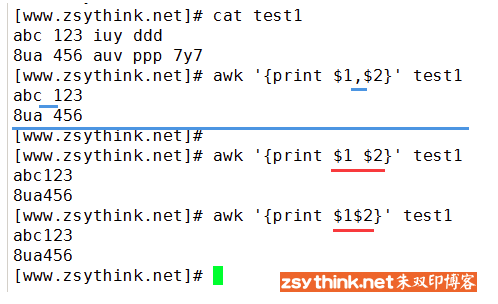 [www.zsythink.net]# cat test1
abc 123 iuy ddd
8ua 456 auv ppp 7y7
[www.zsythink.net]# awk '{print $1,$2}' test1
abc 123
8ua 456
[www.zsythink.net]#
[www.zsythink.net]# awk '{print $1 $2}' test1
abc123
8ua456
[www.zsythink.net]# awk '{print $1$2}' test1
abc123
8ua456
[www.zsythink.net]#
zsythink.net朱双印博客